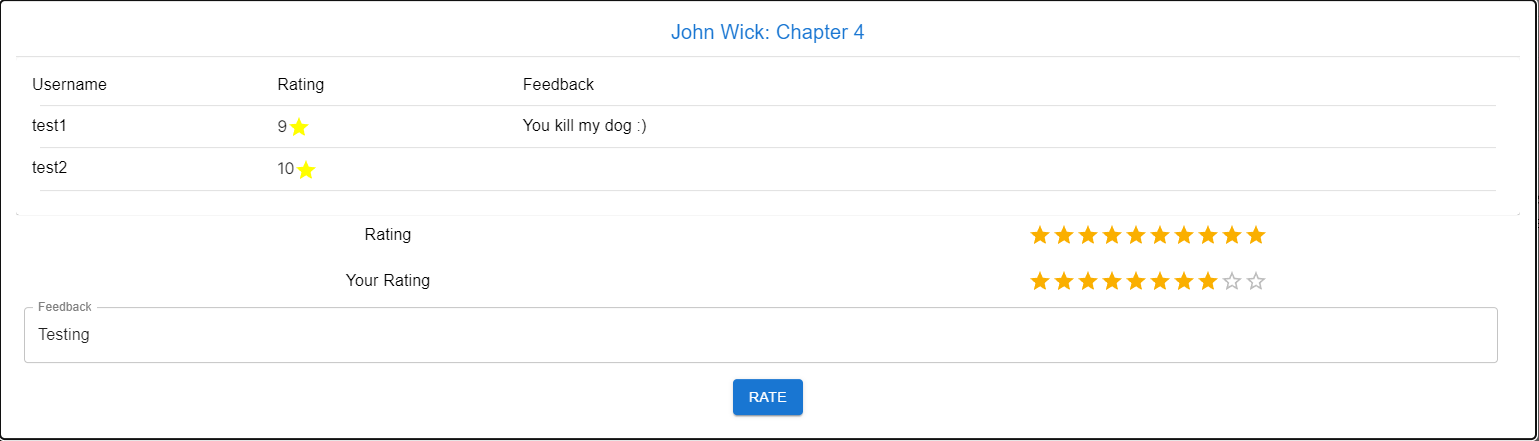 John Wick: Chapter 4
Username Rating Feedback
test1 9 You kill my dog :)
test2 10
Rating
Your Rating
Feedback
Testing
RATE